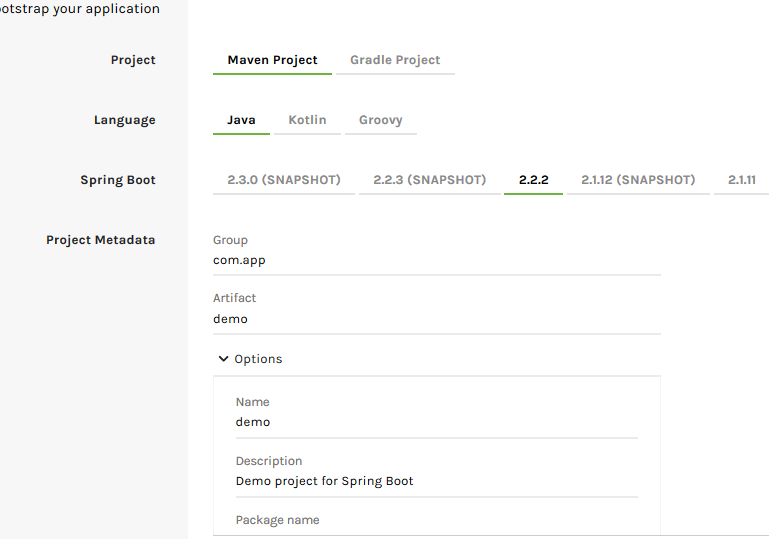 otstrap your application
Project Maven Project Gradle Project
Language Java Kotlin Groovy
Spring Boot 2.3.0 (SNAPSHOT) 2.2.3 (SNAPSHOT) 2.2.2 2.1.12 (SNAPSHOT) 2.1.11
Project Metadata Group
com.app
Artifact
demo
Options
Name
demo
Description
Demo project for Spring Boot
Package name